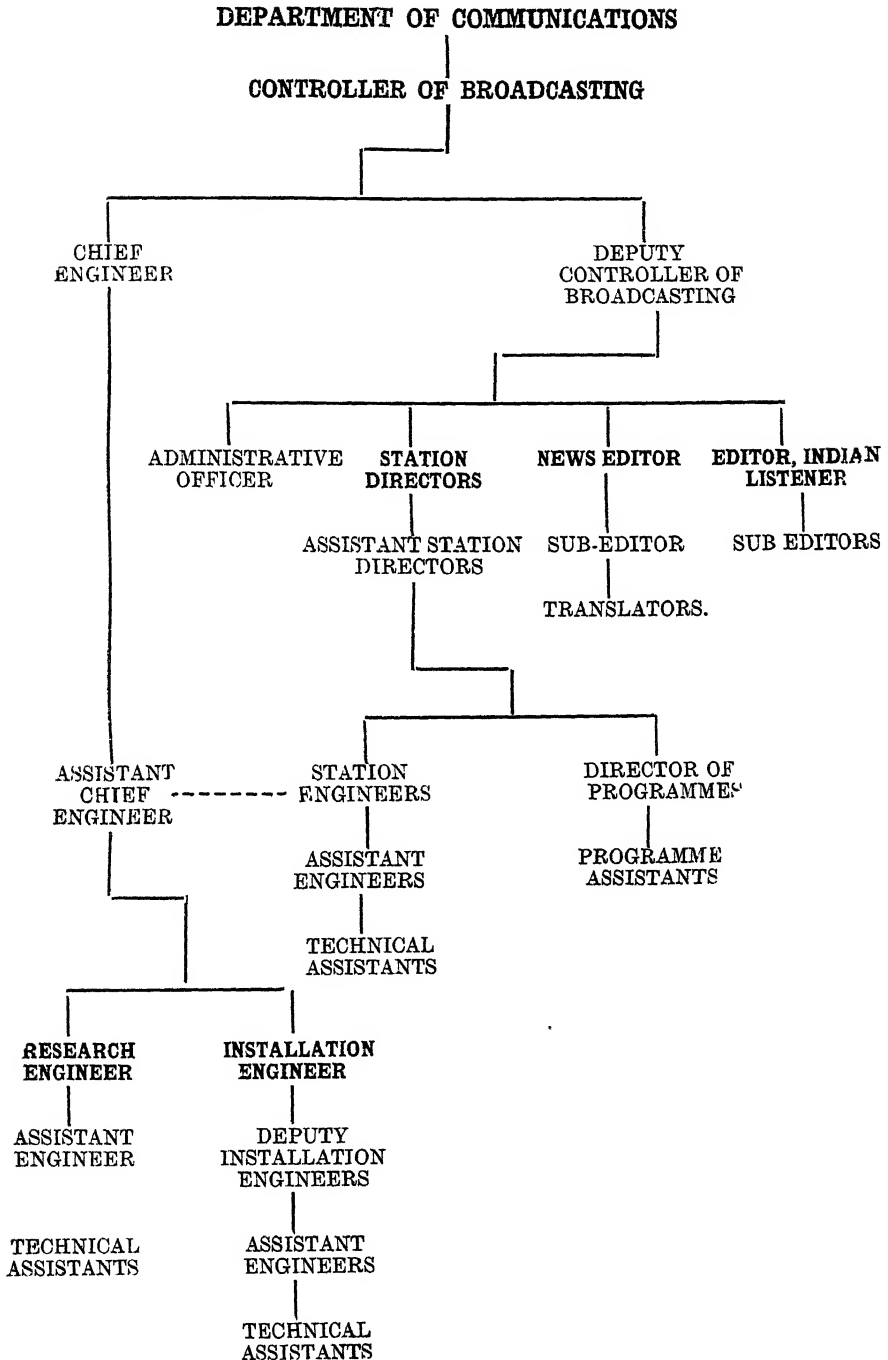 DEPARTMENT OF COMMUNICATIONS
CONTROLLER OF BROADCASTING
CHIEF
ENGINEER
DEPUTY
CONTROLLER OF
BROADCASTING
ADMINISTRATIVE
OFFICER
STATION
DIRECTORS
NEWS EDITOR
EDITOR, INDIAN
LISTENER
ASSISTANT STATION
DIRECTORS
SUB-EDITOR
SUB EDITORS
TRANSLATORS.
ASSISTANT
CHIEF
ENGINEER
STATION
ENGINEERS
DIRECTOR OF
PROGRAMMES
ASSISTANT
ENGINEERS
PROGRAMME
ASSISTANTS
TECHNICAL
ASSISTANTS
RESEARCH
ENGINEER
INSTALLATION
ENGINEER
ASSISTANT
ENGINEER
DEPUTY
INSTALLATION
ENGINEERS
TECHNICAL
ASSISTANTS
ASSISTANT
ENGINEERS
TECHNICAL
ASSISTANTS